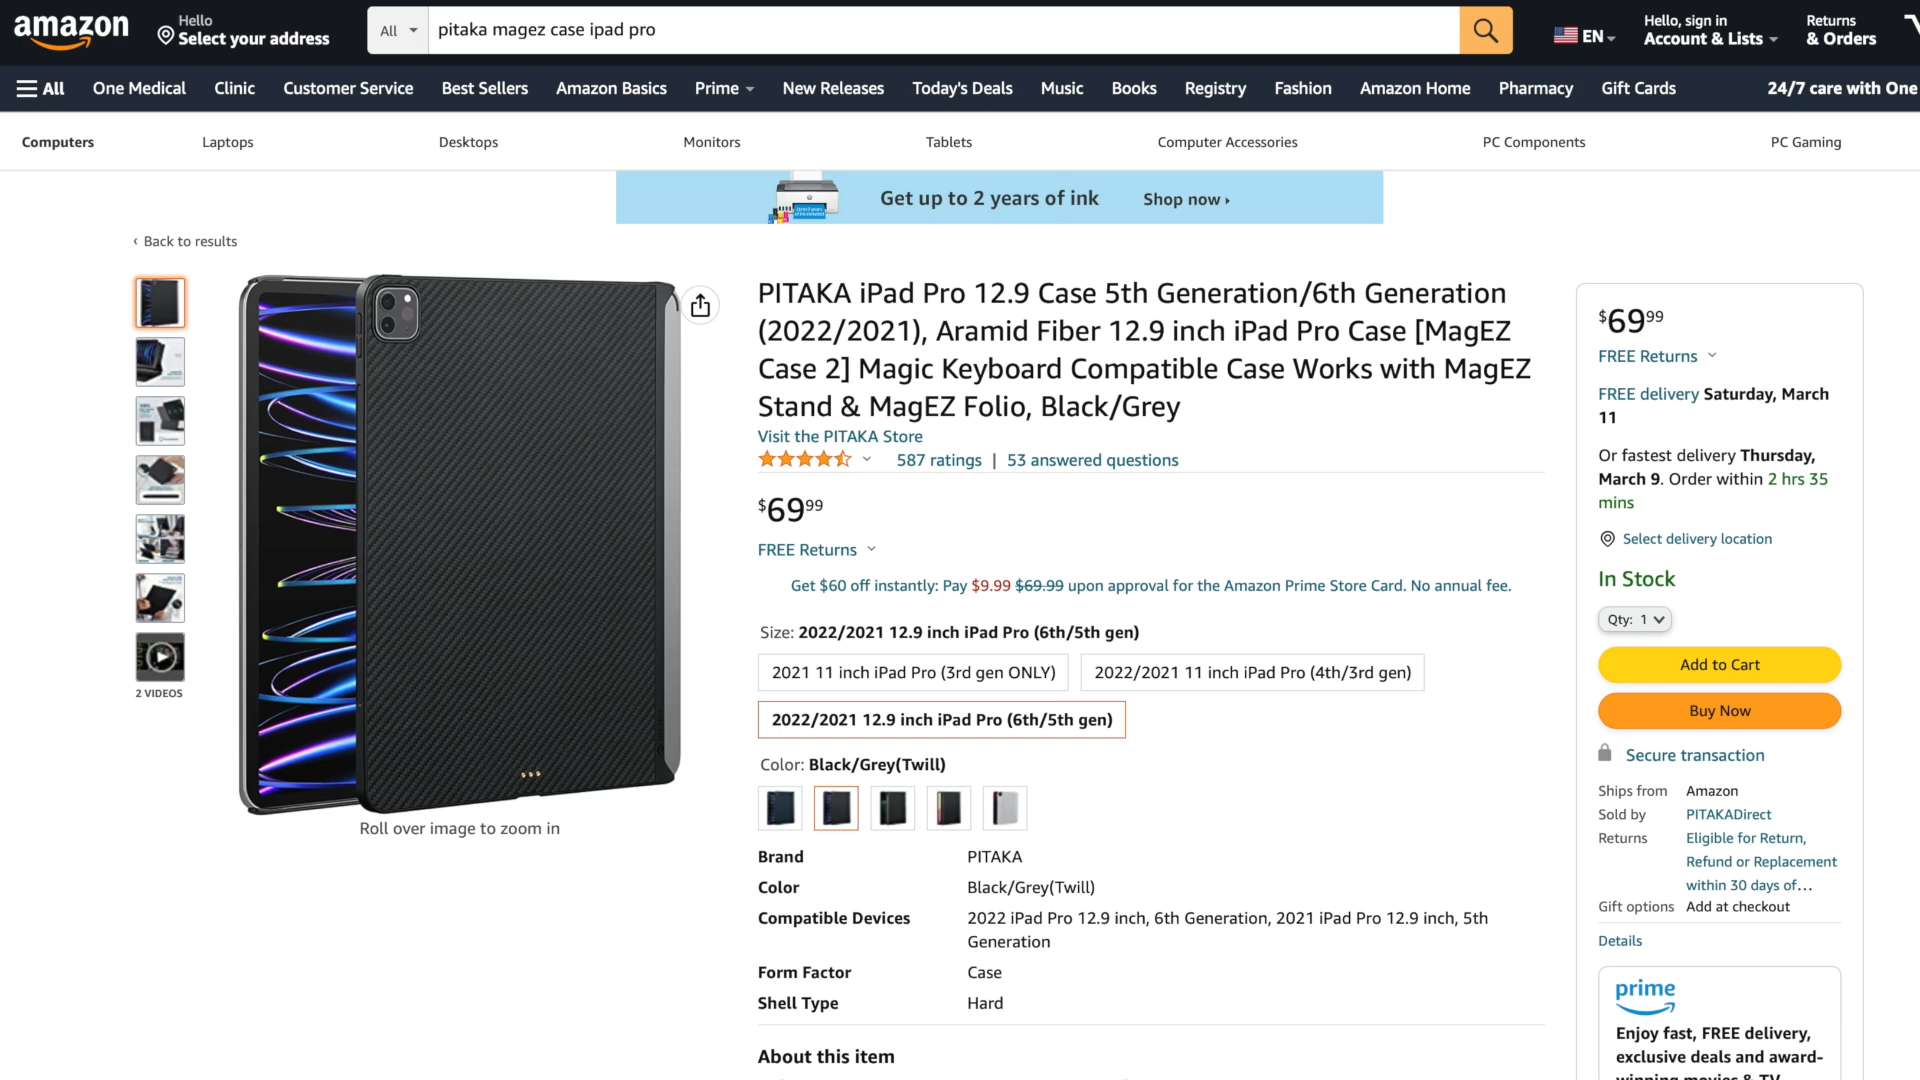 amazon
Hello
Select your address
All
pitaka magez case ipad pro
EN
Hello, sign in
Account & Lists
Returns
& Orders
All
One Medical
Clinic
Customer Service
Best Sellers
Amazon Basics
Prime
New Releases
Today's Deals
Music
Books
Registry
Fashion
Amazon Home
Pharmacy
Gift Cards
24/7 care with One
Computers
Laptops
Desktops
Monitors
Tablets
Computer Accessories
PC Components
PC Gaming
Get up to 2 years of ink
Shop now ›
‹ Back to results
2 VIDEOS
Roll over image to zoom in
PITAKA iPad Pro 12.9 Case 5th Generation/6th Generation
(2022/2021), Aramid Fiber 12.9 inch iPad Pro Case [MagEZ
Case 2] Magic Keyboard Compatible Case Works with MagEZ
Stand & MagEZ Folio, Black/Grey
Visit the PITAKA Store
587 ratings | 53 answered questions
$69 99
FREE Returns
Get $60 off instantly: Pay $9.99 $69.99 upon approval for the Amazon Prime Store Card. No annual fee.
Size: 2022/2021 12.9 inch iPad Pro (6th/5th gen)
2021 11 inch iPad Pro (3rd gen ONLY)
2022/2021 11 inch iPad Pro (4th/3rd gen)
2022/2021 12.9 inch iPad Pro (6th/5th gen)
Color: Black/Grey(Twill)
Brand PITAKA
Color Black/Grey(Twill)
Compatible Devices 2022 iPad Pro 12.9 inch, 6th Generation, 2021 iPad Pro 12.9 inch, 5th
Generation
Form Factor Case
Shell Type Hard
About this item
$69 99
FREE Returns
FREE delivery Saturday, March
11
Or fastest delivery Thursday,
March 9. Order within 2 hrs 35
mins
Select delivery location
In Stock
Qty: 1
Add to Cart
Buy Now
Secure transaction
Ships from Amazon
Sold by PITAKADirect
Returns Eligible for Return,
Refund or Replacement
within 30 days of…
Gift options Add at checkout
Details
prime
Enjoy fast, FREE delivery,
exclusive deals and award-
winning movies & TV